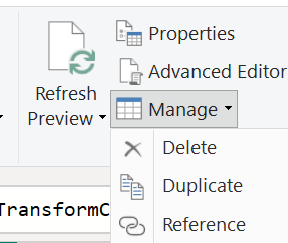 Properties
Advanced Editor
Refresh
Preview
Manage
Delete
Duplicate
TransformC
Reference